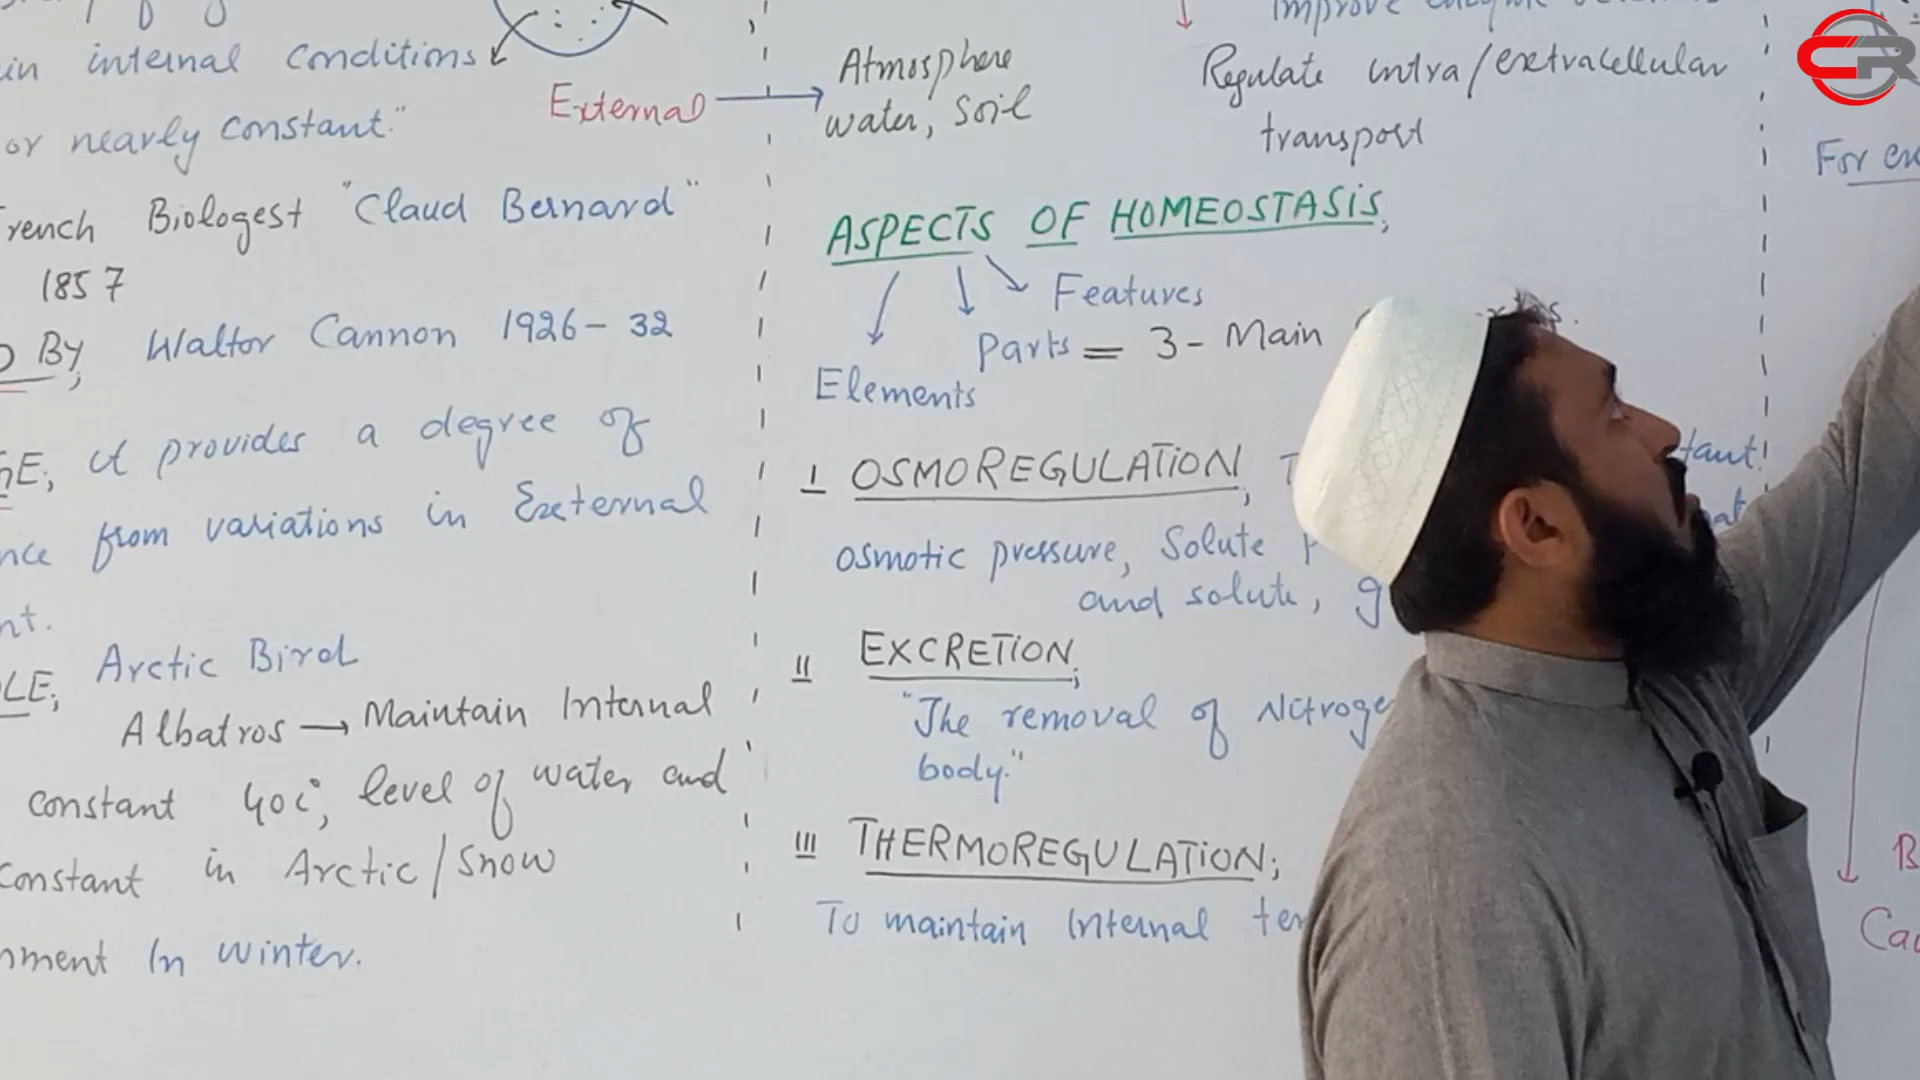 in internal conditions
or nearly constant."
French Biologest "Claud Bernard"
1857
By, Waltor Cannon 1926-32
It provides a degree of
from variations in External
Arctic Bird
Albatros → Maintain Internal
constant 40c°, level of water and
constant in Arctic/Snow
In winter.
External → Atmosphere
water, Soil
Regulate intra/extracellular
transport
ASPECTS OF HOMEOSTASIS,
Features
Parts = 3- Main
Elements
I OSMOREGULATION,
osmotic pressure, Solute
and solute,
II EXCRETION,
"The removal of Nitroge
body."
III THERMOREGULATION;
To maintain Internal
For
CR